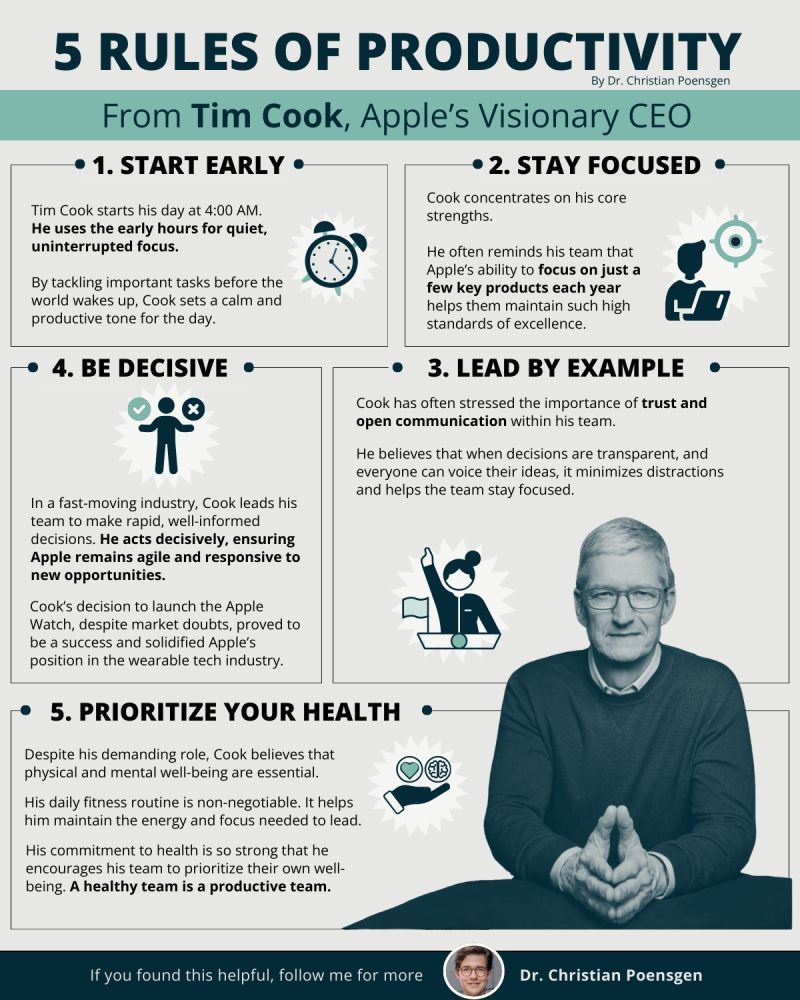 5 RULES OF PRODUCTIVITY
By Dr. Christian Poensgen
From Tim Cook, Apple's Visionary CEO
1. START EARLY
Tim Cook starts his day at 4:00 AM.
He uses the early hours for quiet,
uninterrupted focus.
By tackling important tasks before the
world wakes up, Cook sets a calm and
productive tone for the day.
2. STAY FOCUSED
Cook concentrates on his core
strengths.
He often reminds his team that
Apple's ability to focus on just a
few key products each year
helps them maintain such high
standards of excellence.
4. BE DECISIVE
In a fast-moving industry, Cook leads his
team to make rapid, well-informed
decisions. He acts decisively, ensuring
Apple remains agile and responsive to
new opportunities.
Cook's decision to launch the Apple
Watch, despite market doubts, proved to
be a success and solidified Apple's
position in the wearable tech industry.
3. LEAD BY EXAMPLE
Cook has often stressed the importance of trust and
open communication within his team.
He believes that when decisions are transparent, and
everyone can voice their ideas, it minimizes distractions
and helps the team stay focused.
5. PRIORITIZE YOUR HEALTH
Despite his demanding role, Cook believes that
physical and mental well-being are essential.
His daily fitness routine is non-negotiable. It helps
him maintain the energy and focus needed to lead.
His commitment to health is so strong that he
encourages his team to prioritize their own well-
being. A healthy team is a productive team.
If you found this helpful, follow me for more
Dr. Christian Poensgen